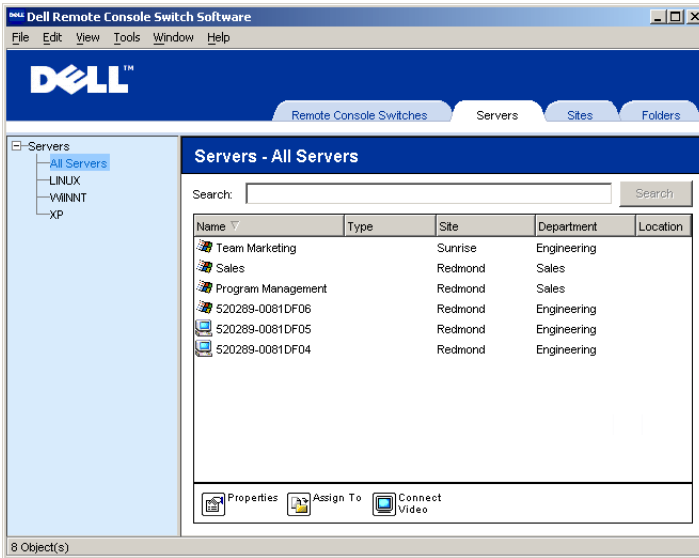 DELL Dell Remote Console Switch Software
File Edit View Tools Window Help
DELL™
Remote Console Switches Servers Sites Folders
Servers
All Servers
LINUX
WINNT
XP
Servers - All Servers
Search: Search
Name Type Site Department Location
Team Marketing Sunrise Engineering
Sales Redmond Sales
Program Management Redmond Sales
520289-0081DF06 Redmond Engineering
520289-0081DF05 Redmond Engineering
520289-0081DF04 Redmond Engineering
Properties Assign To Connect
Video
8 Object(s)